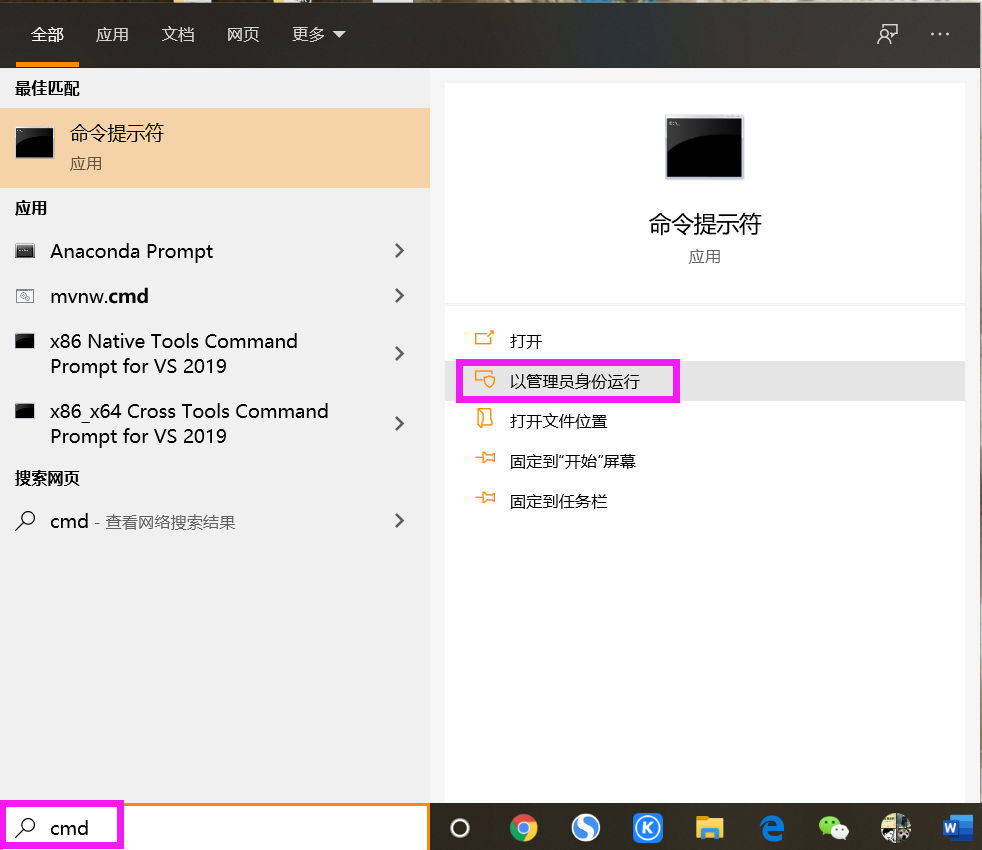 全部 应用 文档 网页 更多
最佳匹配
命令提示符
应用
应用
Anaconda Prompt
mvnw.cmd
x86 Native Tools Command
Prompt for VS 2019
x86_x64 Cross Tools Command
Prompt for VS 2019
搜索网页
cmd - 查看网络搜索结果
命令提示符
应用
打开
以管理员身份运行
打开文件位置
固定到“开始”屏幕
固定到任务栏
cmd